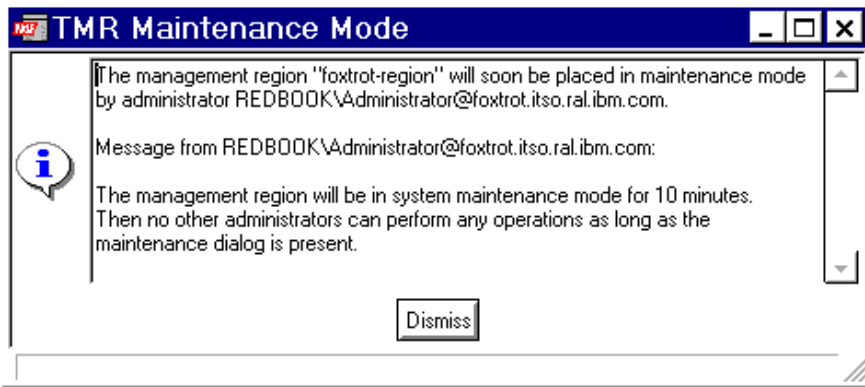 TMR Maintenance Mode
The management region "foxtrot-region" will soon be placed in maintenance mode
by administrator REDBOOK\Administrator@foxtrot.itso.ral.ibm.com.
Message from REDBOOK\Administrator@foxtrot.itso.ral.ibm.com:
The management region will be in system maintenance mode for 10 minutes.
Then no other administrators can perform any operations as long as the
maintenance dialog is present.
Dismiss